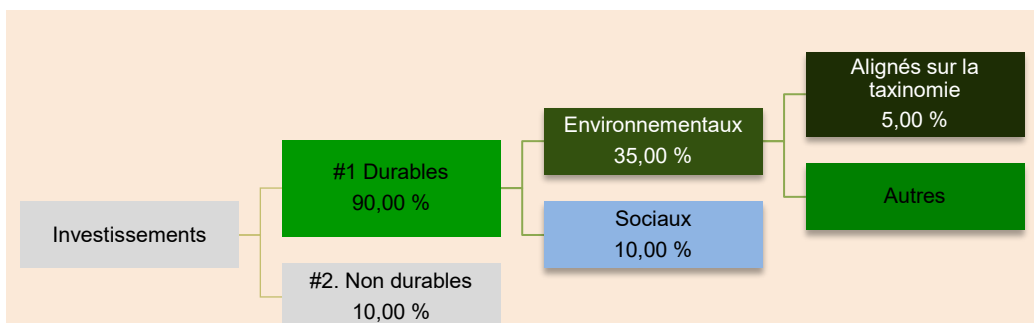 Investissements
#1 Durables
90,00 %
#2. Non durables
10,00 %
Environnementaux
35,00 %
Sociaux
10,00 %
Alignés sur la
taxinomie
5,00 %
Autres